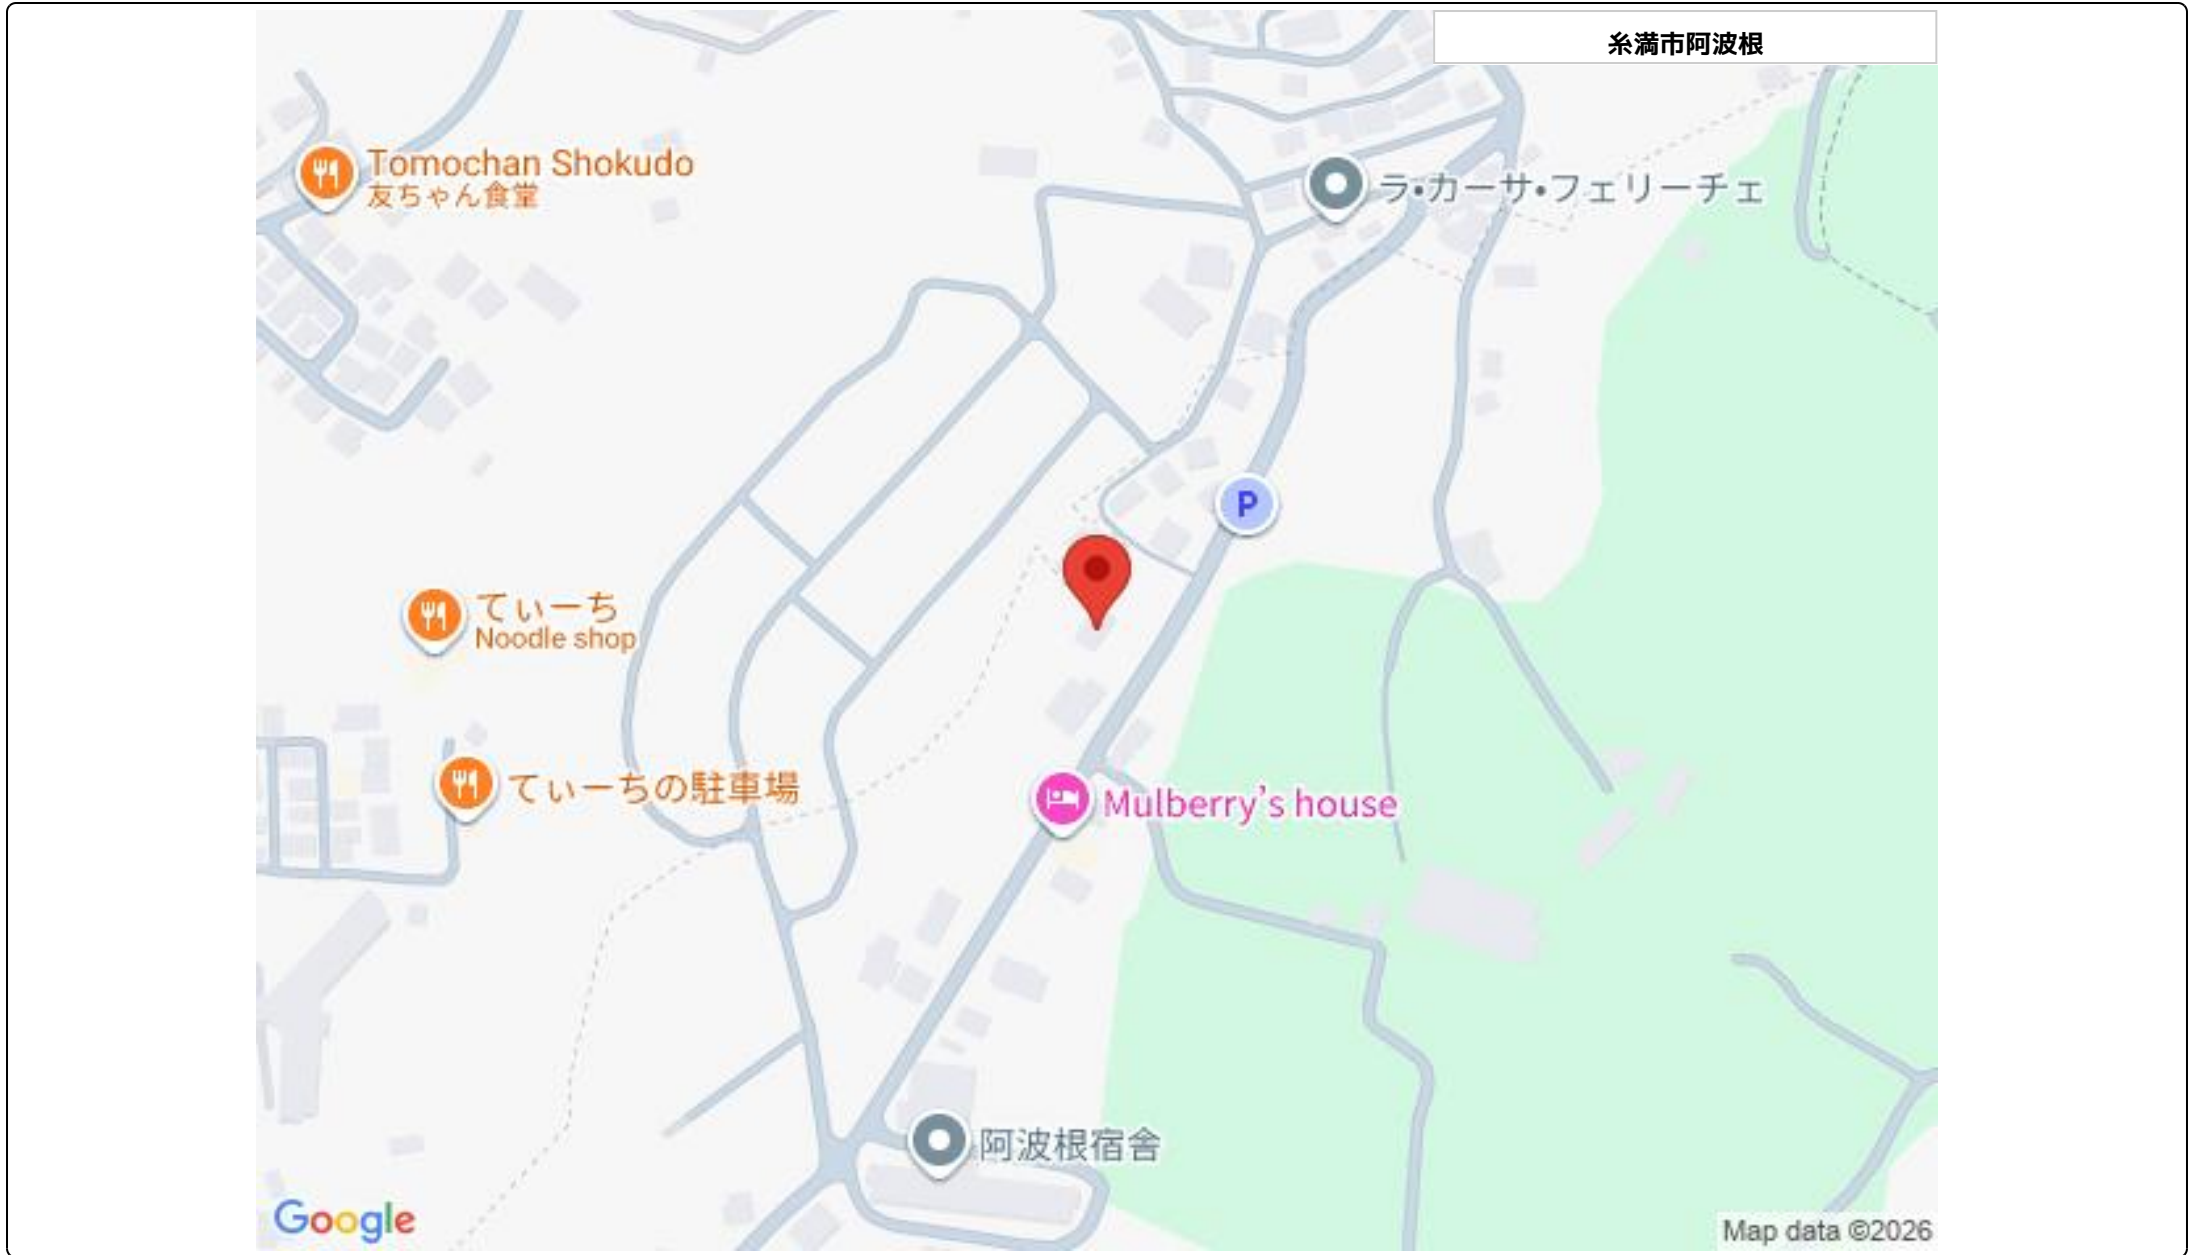 糸満市阿波根
Tomochan Shokudo
友ちゃん食堂
ラ•カーサ•フェリーチェ
P
てぃーち
Noodle shop
てぃーちの駐車場
Mulberry's house
阿波根宿舎
Google
Map data ©2026